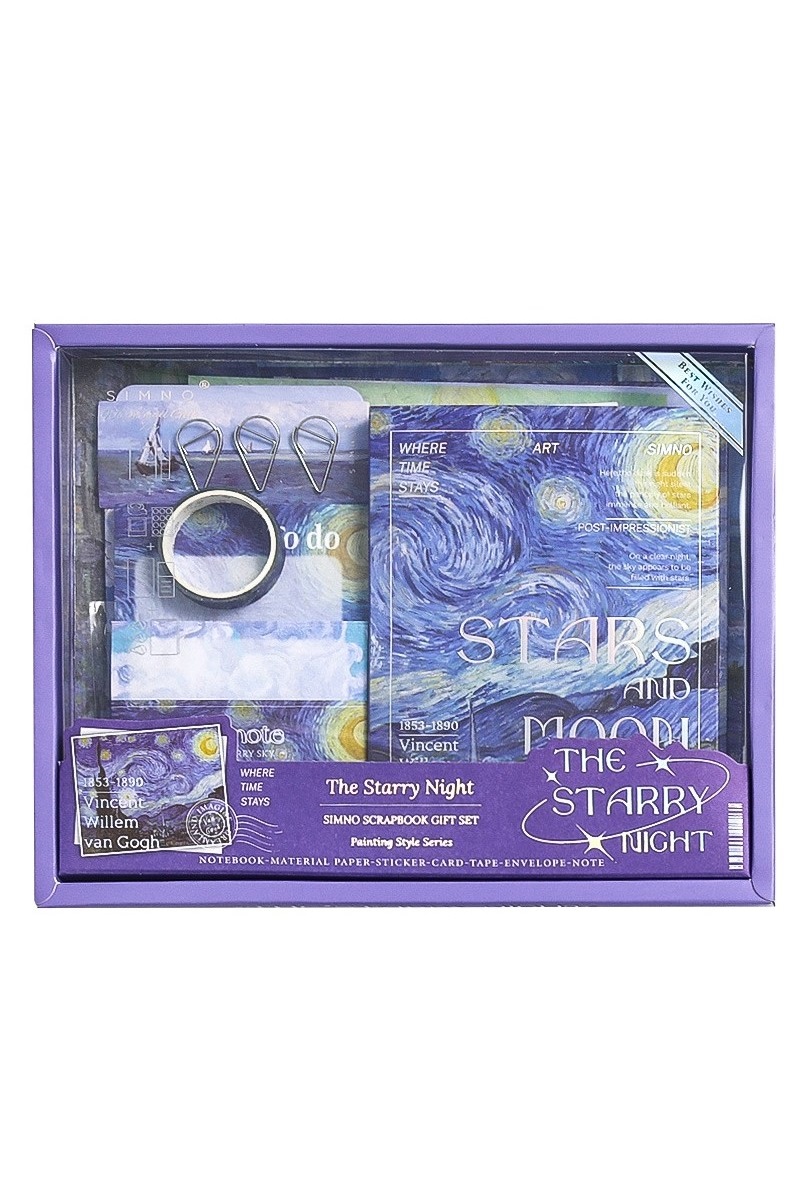 SIMNO®
BEST WISHES
FOR YOU
WHERE
TIME
STAYS
ART
SIMNO
POST-IMPRESSIONIST
On a clear night,
the sky appears to be
filled with stars.
To do
STARS
AND
MOON
1853-1890
Vincent
note
1853-1890
Vincent
Willem
van Gogh
WHERE
TIME
STAYS
The Starry Night
SIMNO SCRAPBOOK GIFT SET
Painting Style Series
THE
STARRY
NIGHT
NOTEBOOK-MATERIAL PAPER-STICKER-CARD-TAPE-ENVELOPE-NOTE